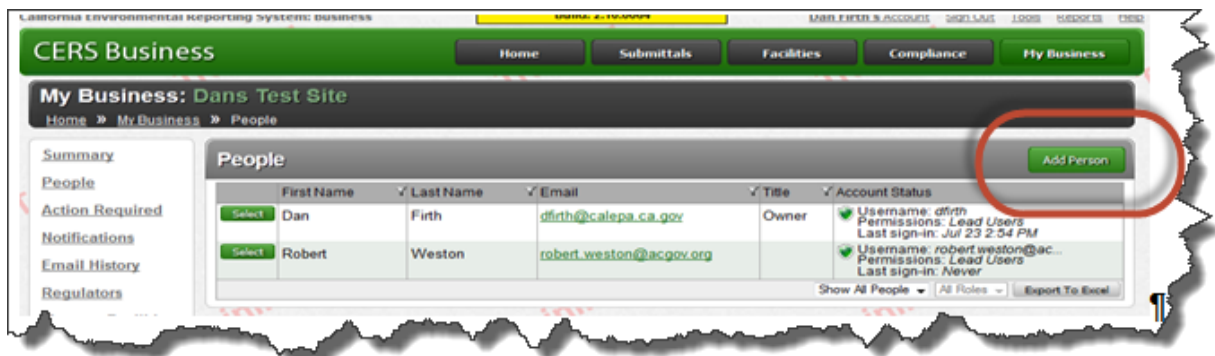 California Environmental Reporting System: Business Build: 2.10.0004 Dan Firth's Account Sign Out Tools Reports Help
CERS Business Home Submittals Facilities Compliance My Business
My Business: Dans Test Site
Home » My Business » People
Summary
People
Action Required
Notifications
Email History
Regulators
People Add Person
First Name Last Name Email Title Account Status
Select Dan Firth dfirth@calepa.ca.gov Owner Username: dfirth
Permissions: Lead Users
Last sign-in: Jul 23 2:54 PM
Select Robert Weston robert.weston@acgov.org Username: robert.weston@ac...
Permissions: Lead Users
Last sign-in: Never
Show All People All Roles Export To Excel
¶